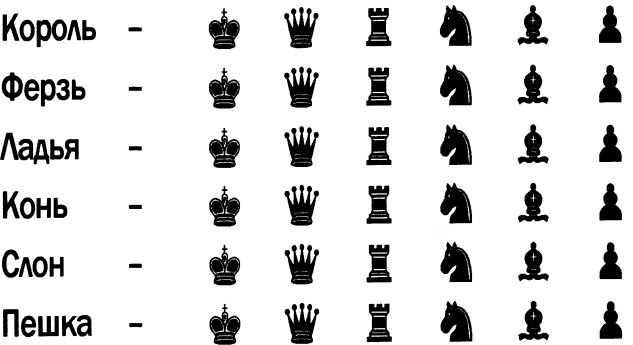 Король –
Ферзь –
Ладья –
Конь –
Слон –
Пешка –